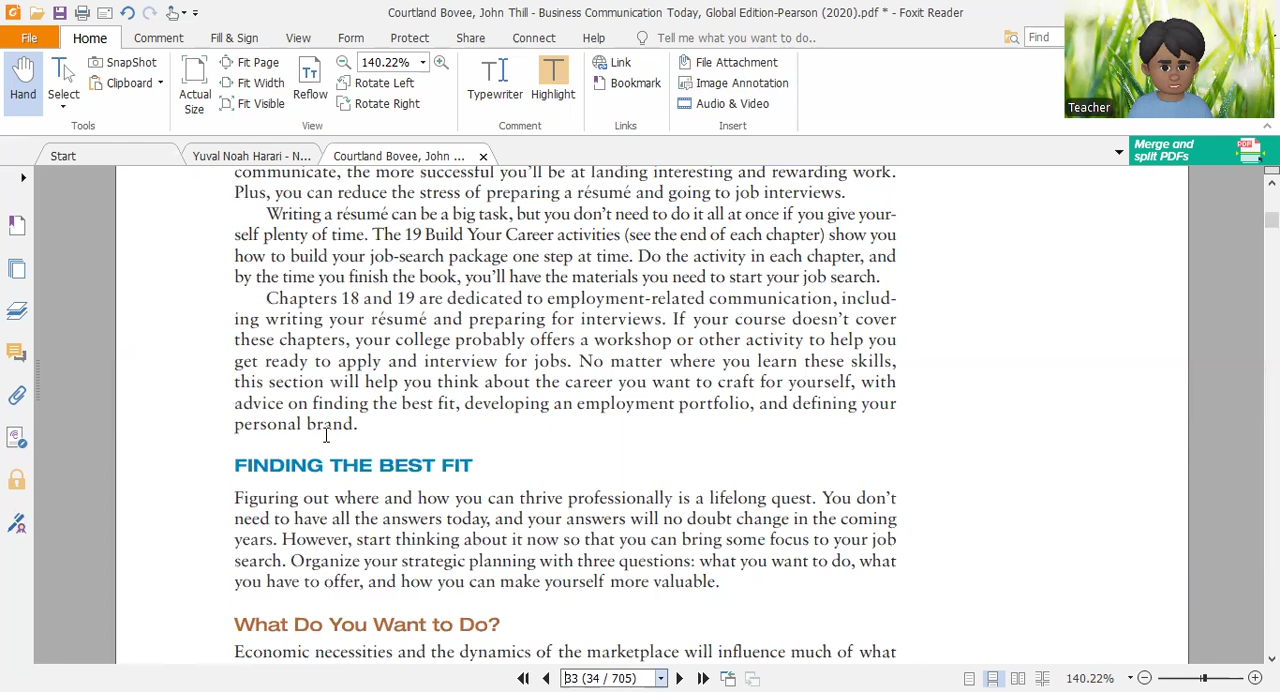 Courtland Bovee, John Thill - Business Communication Today, Global Edition-Pearson (2020).pdf * - Foxit Reader
File Home Comment Fill & Sign View Form Protect Share Connect Help Tell me what you want to do.. Find
SnapShot Fit Page 140.22% Link File Attachment
Clipboard Fit Width Rotate Left Bookmark Image Annotation
Hand Select Actual Size Fit Visible Reflow Rotate Right Typewriter Highlight Audio & Video
Tools View Comment Links Insert
Teacher
Start Yuval Noah Harari - N... Courtland Bovee, John ... Merge and split PDFs PDF
communicate, the more successful you'll be at landing interesting and rewarding work.
Plus, you can reduce the stress of preparing a résumé and going to job interviews.
Writing a résumé can be a big task, but you don't need to do it all at once if you give your-
self plenty of time. The 19 Build Your Career activities (see the end of each chapter) show you
how to build your job-search package one step at time. Do the activity in each chapter, and
by the time you finish the book, you'll have the materials you need to start your job search.
Chapters 18 and 19 are dedicated to employment-related communication, includ-
ing writing your résumé and preparing for interviews. If your course doesn't cover
these chapters, your college probably offers a workshop or other activity to help you
get ready to apply and interview for jobs. No matter where you learn these skills,
this section will help you think about the career you want to craft for yourself, with
advice on finding the best fit, developing an employment portfolio, and defining your
personal brand.
FINDING THE BEST FIT
Figuring out where and how you can thrive professionally is a lifelong quest. You don't
need to have all the answers today, and your answers will no doubt change in the coming
years. However, start thinking about it now so that you can bring some focus to your job
search. Organize your strategic planning with three questions: what you want to do, what
you have to offer, and how you can make yourself more valuable.
What Do You Want to Do?
Economic necessities and the dynamics of the marketplace will influence much of what
33 (34 / 705) 140.22%